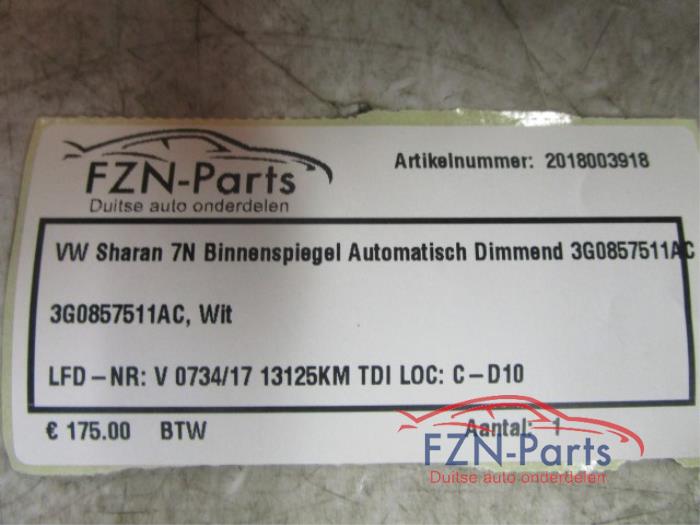 FZN-Parts
Duitse auto onderdelen
Artikelnummer: 2018003918
VW Sharan 7N Binnenspiegel Automatisch Dimmend 3G0857511AC
3G0857511AC, Wit
LFD-NR: V 0734/17 13125KM TDI LOC: C-D10
€ 175.00 BTW
Aantal: 1
FZN-Parts
Duitse auto onderdelen